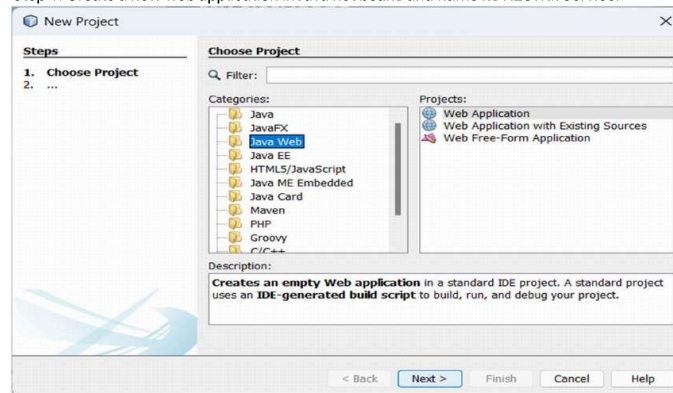 New Project
Steps
1. Choose Project
2. ...
Choose Project
Filter:
Categories:
Java
JavaFX
Java Web
Java EE
HTML5/JavaScript
Java ME Embedded
Java Card
Maven
PHP
Groovy
C/C++
Projects:
Web Application
Web Application with Existing Sources
Web Free-Form Application
Description:
Creates an empty Web application in a standard IDE project. A standard project
uses an IDE-generated build script to build, run, and debug your project.
< Back
Next >
Finish
Cancel
Help